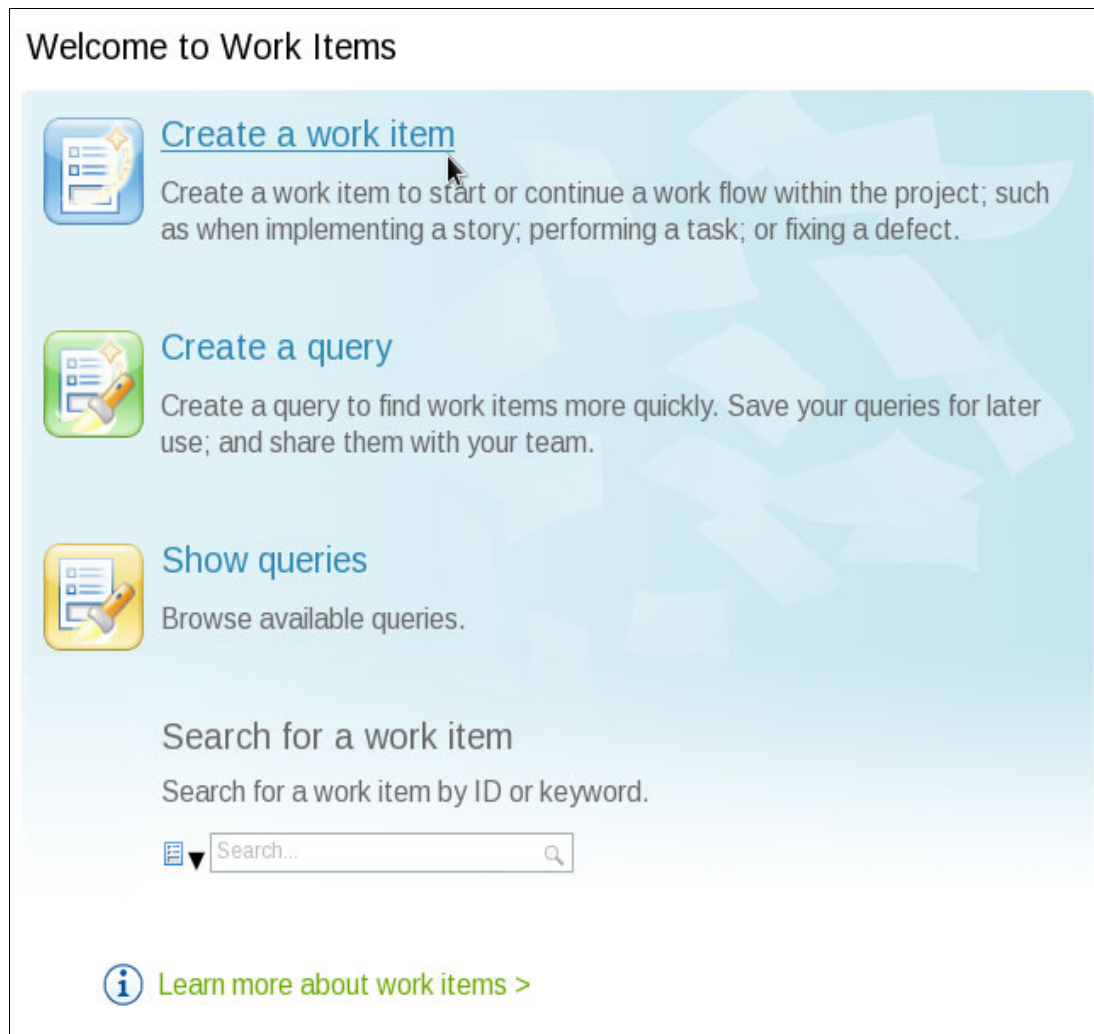 Welcome to Work Items
Create a work item
Create a work item to start or continue a work flow within the project; such
as when implementing a story; performing a task; or fixing a defect.
Create a query
Create a query to find work items more quickly. Save your queries for later
use; and share them with your team.
Show queries
Browse available queries.
Search for a work item
Search for a work item by ID or keyword.
Search...
Learn more about work items >